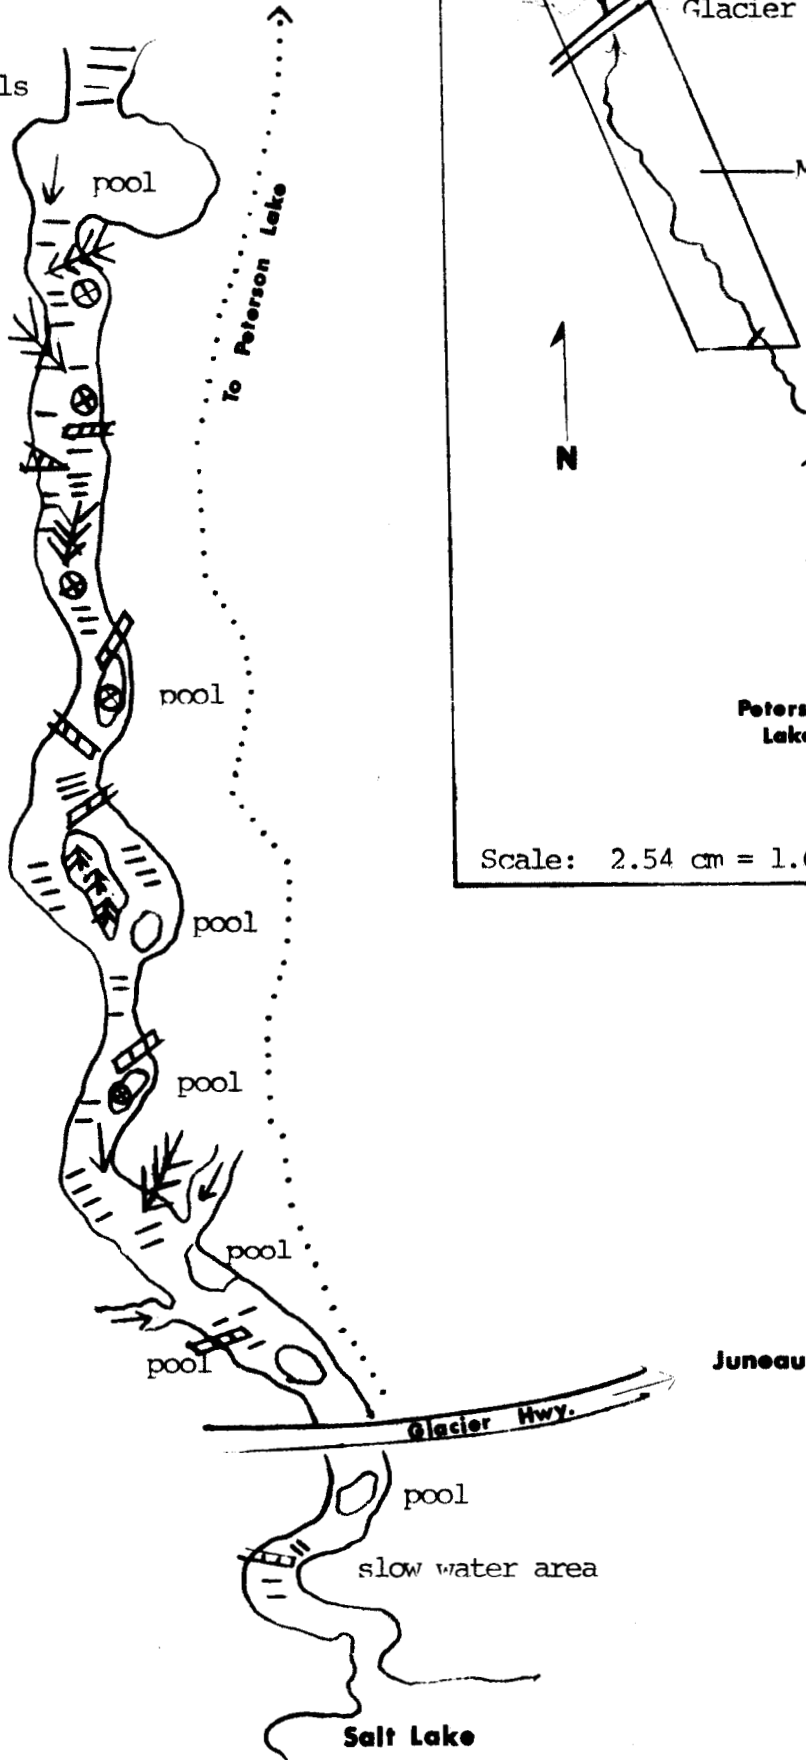 Glacier
ls
pool
To Peterson Lake
N
pool
Peters
Lake
Scale: 2.54 cm = 1.
pool
pool
pool
pool
Juneau
Glacier Hwy.
pool
slow water area
Salt Lake